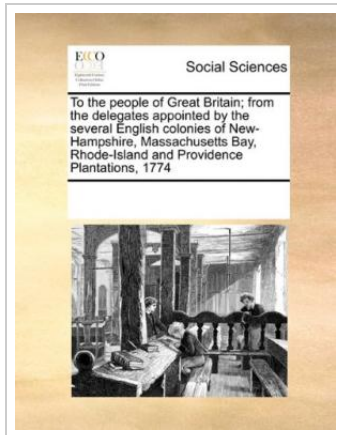 ECCO
Social Sciences
To the people of Great Britain; from
the delegates appointed by the
several English colonies of New-
Hampshire, Massachusetts Bay,
Rhode-Island and Providence
Plantations, 1774